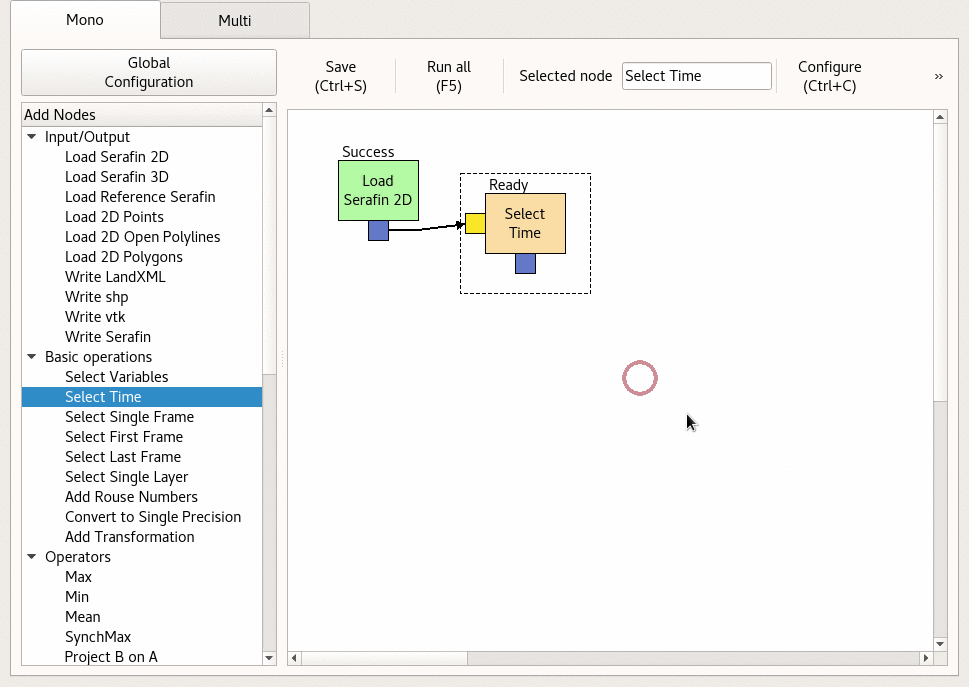 Mono
Multi
Global
Configuration
Save
(Ctrl+S)
Run all
(F5)
Selected node
Select Time
Configure
(Ctrl+C)
»
Add Nodes
Input/Output
Load Serafin 2D
Load Serafin 3D
Load Reference Serafin
Load 2D Points
Load 2D Open Polylines
Load 2D Polygons
Write LandXML
Write shp
Write vtk
Write Serafin
Basic operations
Select Variables
Select Time
Select Single Frame
Select First Frame
Select Last Frame
Select Single Layer
Add Rouse Numbers
Convert to Single Precision
Add Transformation
Operators
Max
Min
Mean
SynchMax
Project B on A
Success
Load
Serafin 2D
Ready
Select
Time